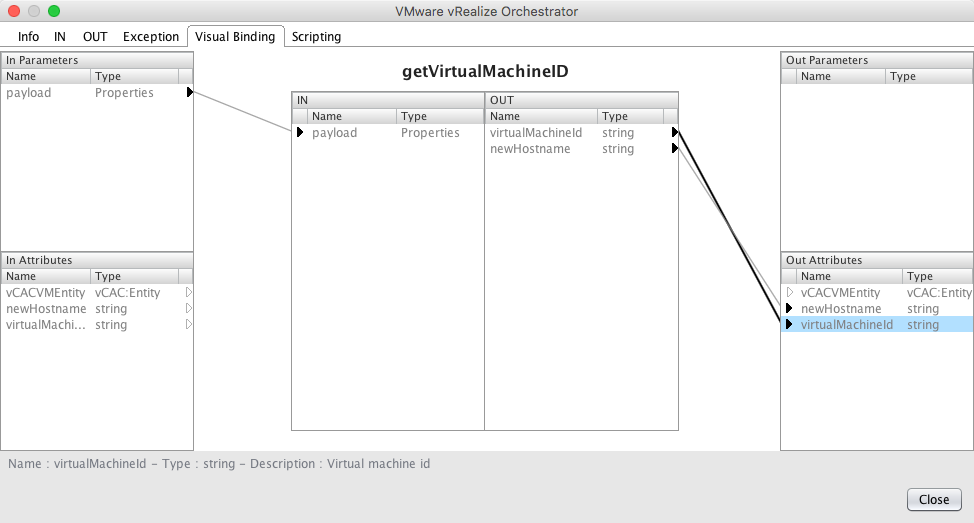 VMware vRealize Orchestrator
Info IN OUT Exception Visual Binding Scripting
In Parameters
Name Type
payload Properties
In Attributes
Name Type
vCACVMEntity vCAC:Entity
newHostname string
virtualMachi... string
getVirtualMachineID
IN
Name Type
payload Properties
OUT
Name Type
virtualMachineId string
newHostname string
Out Parameters
Name Type
Out Attributes
Name Type
vCACVMEntity vCAC:Entity
newHostname string
virtualMachineId string
Name : virtualMachineId - Type : string - Description : Virtual machine id
Close